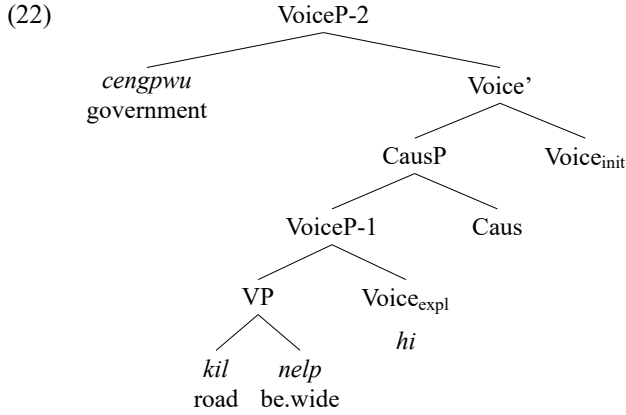 (22) VoiceP-2
cengpwu Voice’
government
CausP Voiceinit
VoiceP-1 Caus
VP Voiceexpl
hi
kil nelp
road be.wide